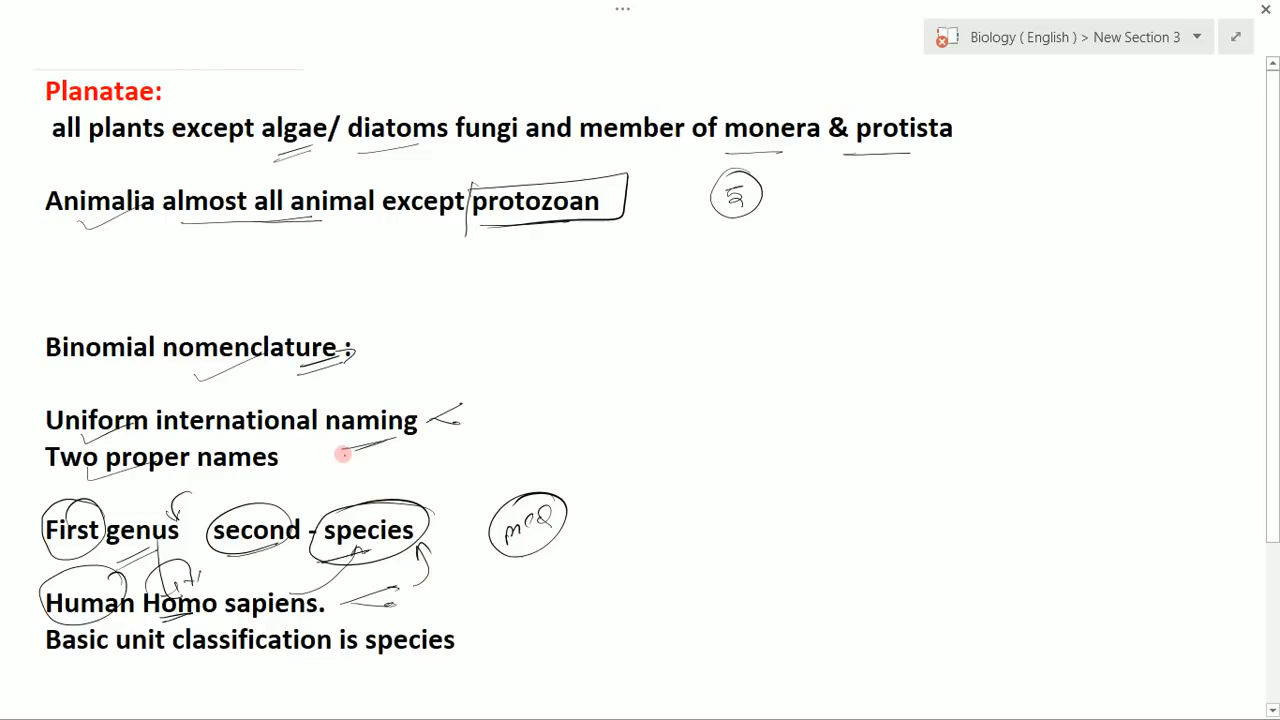 Biology ( English ) > New Section 3
Planatae:
all plants except algae/ diatoms fungi and member of monera & protista
Animalia almost all animal except protozoan
Binomial nomenclature :
Uniform international naming
Two proper names
First genus second - species
MCQ
Human Homo sapiens.
Basic unit classification is species